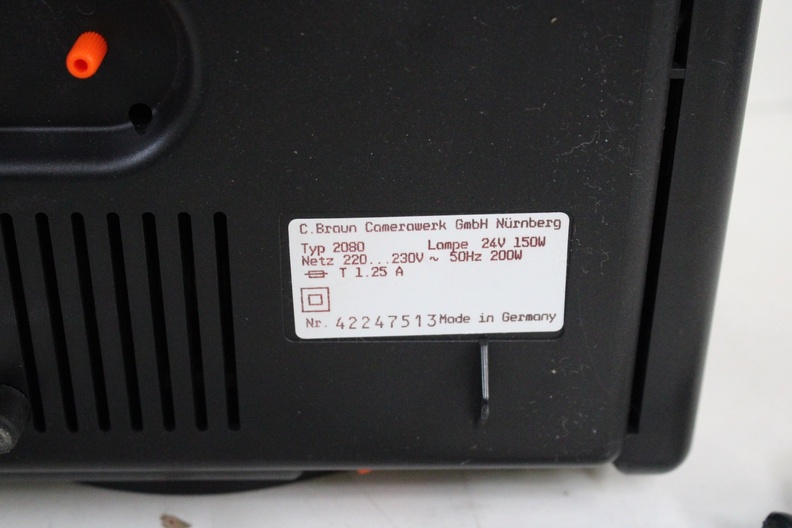 C.Braun Camerawerk GmbH Nürnberg
Typ 2080 Lampe 24V 150W
Netz 220...230V ~ 50Hz 200W
T 1.25 A
Nr. 42247513 Made in Germany